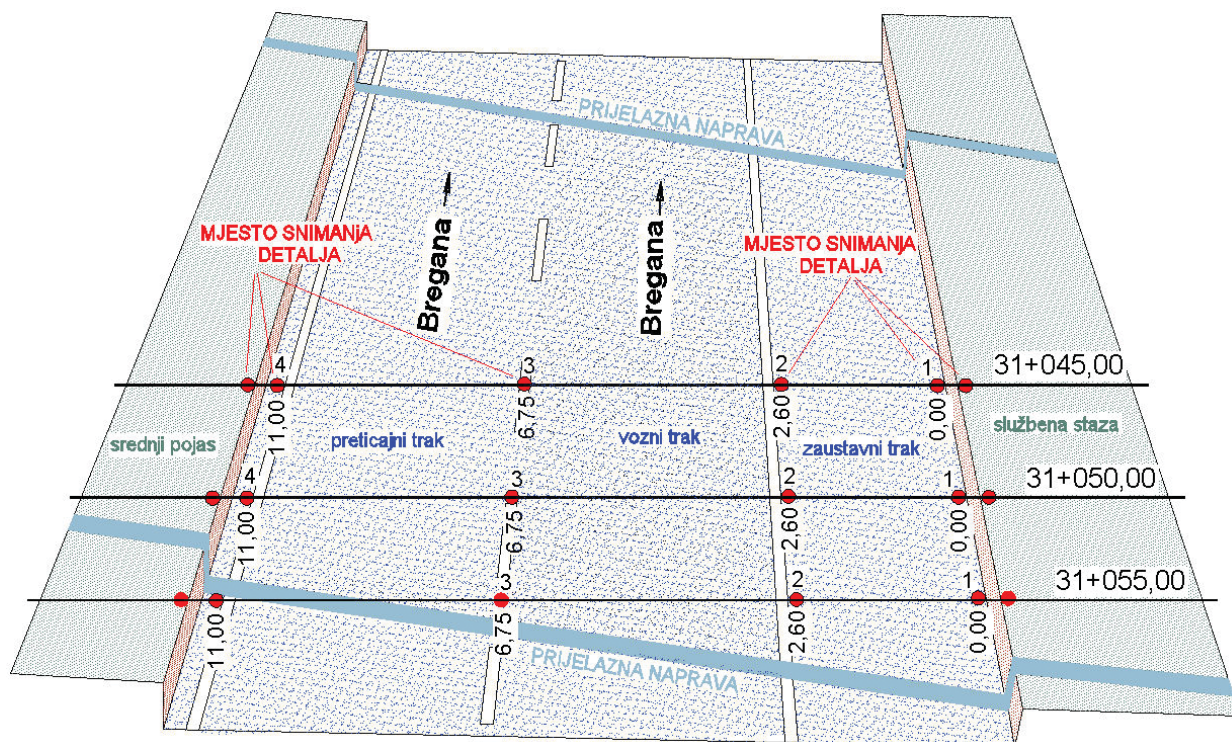 PRIJELAZNA NAPRAVA
Bregana
Bregana
MJESTO SNIMANJA
DETALJA
MJESTO SNIMANJA
DETALJA
4
3
2
1
31+045,00
11,00
6,75
2,60
0,00
srednji pojas
preticajni trak
vozni trak
zaustavni trak
službena staza
4
3
2
1
31+050,00
11,00
6,75
2,60
0,00
3
2
1
31+055,00
11,00
6,75
2,60
0,00
PRIJELAZNA NAPRAVA